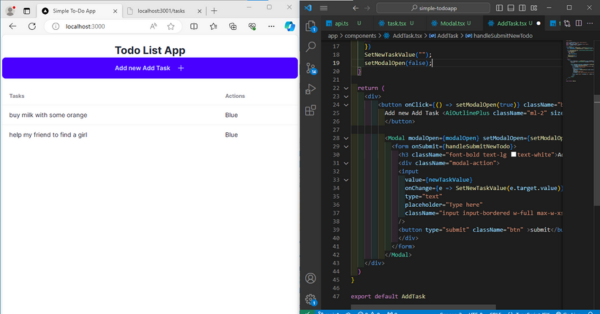 Simple To-Do App
localhost:3001/tasks
localhost:3000
Todo List App
Add new Add Task +
Tasks Actions
buy milk with some orange Blue
help my friend to find a girl Blue
simple-todoapp
api.ts U
task.tsx U
Modal.tsx U
AddTask.tsx U
app > components > AddTask.tsx > AddTask > handleSubmitNewTodo
17 })
18 SetNewTaskValue("");
19 setModalOpen(false);
20 }
22 return (
23 <div>
24 <button onClick={() => setModalOpen(true)} className="
25 Add new Add Task <AiOutlinePlus className="ml-2" size
26 </button>
27
28 <Modal modalOpen={modalOpen} setModalOpen={setModalOpe
29 <form onSubmit={handleSubmitNewTodo}>
30 <h3 className="font-bold text-lg text-white">A
31 <div className="modal-action">
32 <input
33 value={newTaskValue}
34 onChange={e => SetNewTaskValue(e.target.value)}
35 type="text"
36 placeholder="Type here"
37 className="input input-bordered w-full max-w-x
38 />
39 <button type="submit" className="btn" >submit</bu
40 </div>
41 </form>
42 </Modal>
43 </div>
44 )
45 }
46
47 export default AddTask